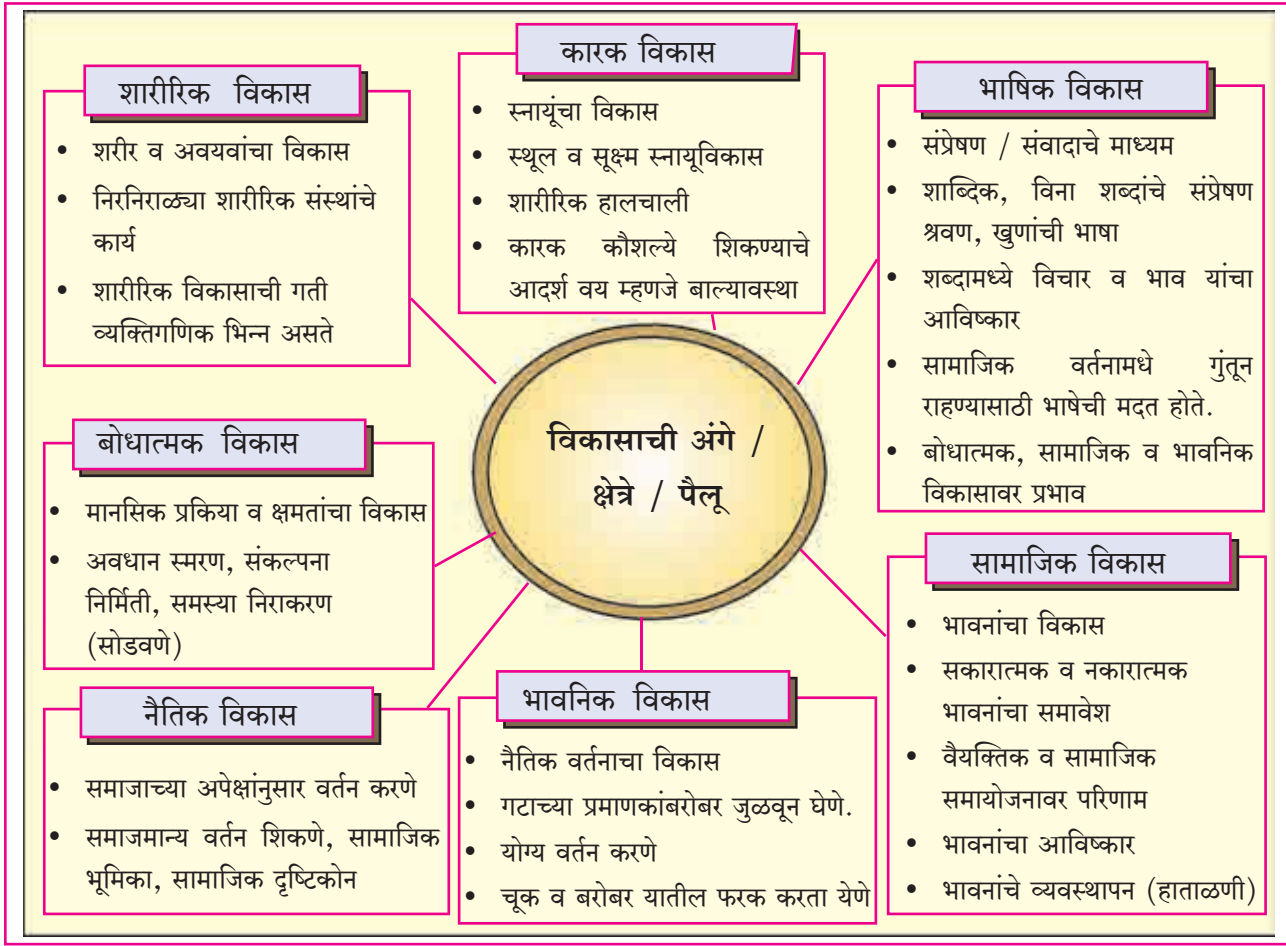 शारीरिक विकास
• शरीर व अवयवांचा विकास
• निरनिराळ्या शारीरिक संस्थांचे
कार्य
• शारीरिक विकासाची गती
व्यक्तिगणिक भिन्न असते
कारक विकास
• स्नायूंचा विकास
• स्थूल व सूक्ष्म स्नायूविकास
• शारीरिक हालचाली
• कारक कौशल्ये शिकण्याचे
आदर्श वय म्हणजे बाल्यावस्था
भाषिक विकास
• संप्रेषण / संवादाचे माध्यम
• शाब्दिक, विना शब्दांचे संप्रेषण
श्रवण, खुणांची भाषा
• शब्दामध्ये विचार व भाव यांचा
आविष्कार
• सामाजिक वर्तनामधे गुंतून
राहण्यासाठी भाषेची मदत होते.
• बोधात्मक, सामाजिक व भावनिक
विकासावर प्रभाव
विकासाची अंगे /
क्षेत्रे / पैलू
बोधात्मक विकास
• मानसिक प्रकिया व क्षमतांचा विकास
• अवधान स्मरण, संकल्पना
निर्मिती, समस्या निराकरण
(सोडवणे)
सामाजिक विकास
• भावनांचा विकास
• सकारात्मक व नकारात्मक
भावनांचा समावेश
• वैयक्तिक व सामाजिक
समायोजनावर परिणाम
• भावनांचा आविष्कार
• भावनांचे व्यवस्थापन (हाताळणी)
नैतिक विकास
• समाजाच्या अपेक्षांनुसार वर्तन करणे
• समाजमान्य वर्तन शिकणे, सामाजिक
भूमिका, सामाजिक दृष्टिकोन
भावनिक विकास
• नैतिक वर्तनाचा विकास
• गटाच्या प्रमाणकांबरोबर जुळवून घेणे.
• योग्य वर्तन करणे
• चूक व बरोबर यातील फरक करता येणे